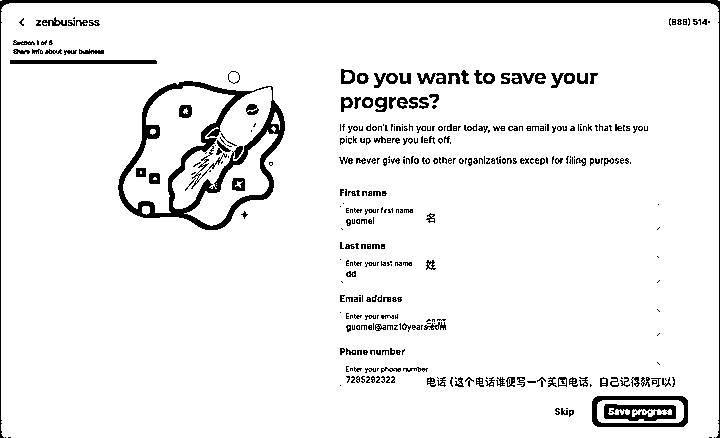 zenbusiness
(888) 514-
Section 1 of 6
Share info about your business
Do you want to save your
progress?
If you don't finish your order today, we can email you a link that lets you
pick up where you left off.
We never give info to other organizations except for filing purposes.
First name
Enter your first name
guomei 名
Last name
Enter your last name 姓
dd
Email address
Enter your email
guomei@amz10years.com 邮箱
Phone number
Enter your phone number
7285282322 电话 (这个电话谁便写一个美国电话，自己记得就可以)
Skip Save progress